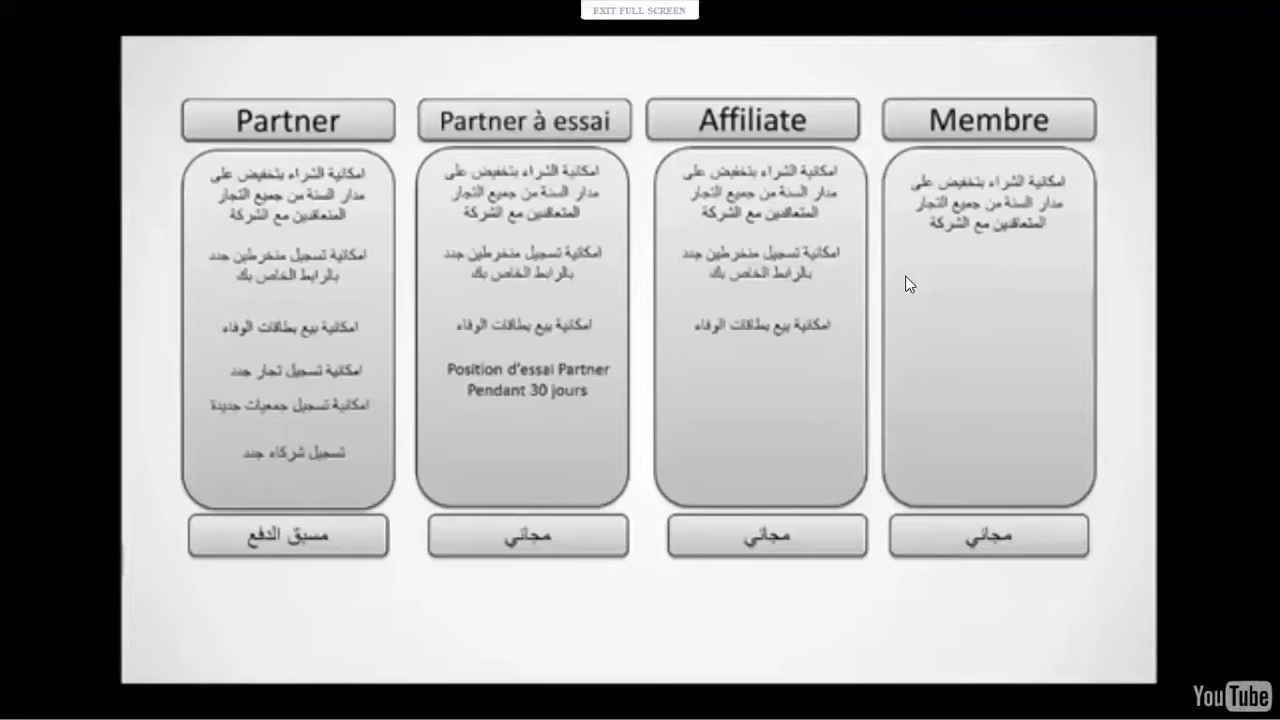 EXIT FULL SCREEN
Partner
امكانية الشراء بتخفيض على
مدار السنة من جميع التجار
المتعاقدين مع الشركة
امكانية تسجيل منخرطين جدد
بالرابط الخاص بك
امكانية بيع بطاقات الوفاء
امكانية تسجيل تجار جدد
امكانية تسجيل جمعيات جديدة
تسجيل شركاء جدد
مسبق الدفع
Partner à essai
امكانية الشراء بتخفيض على
مدار السنة من جميع التجار
المتعاقدين مع الشركة
امكانية تسجيل منخرطين جدد
بالرابط الخاص بك
امكانية بيع بطاقات الوفاء
Position d'essai Partner
Pendant 30 jours
مجاني
Affiliate
امكانية الشراء بتخفيض على
مدار السنة من جميع التجار
المتعاقدين مع الشركة
امكانية تسجيل منخرطين جدد
بالرابط الخاص بك
امكانية بيع بطاقات الوفاء
مجاني
Membre
امكانية الشراء بتخفيض على
مدار السنة من جميع التجار
المتعاقدين مع الشركة
مجاني
YouTube